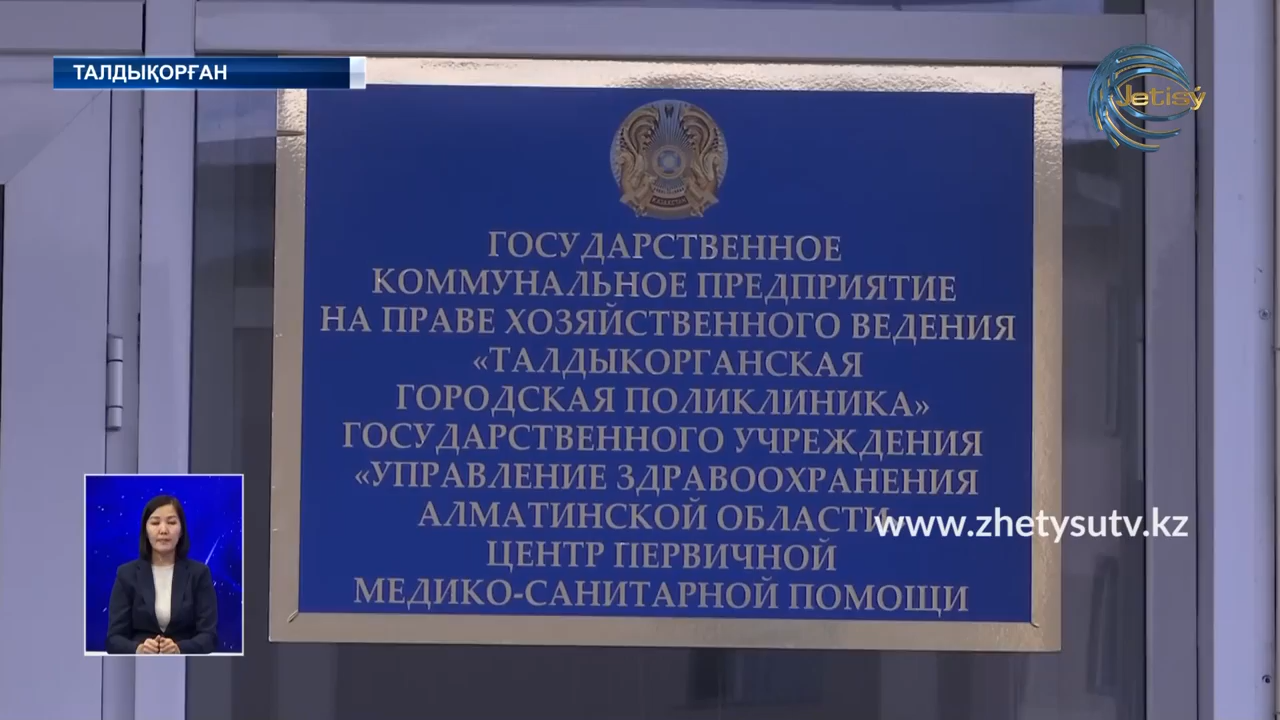 ТАЛДЫҚОРҒАН
Jetisý
ГОСУДАРСТВЕННОЕ
КОММУНАЛЬНОЕ ПРЕДПРИЯТИЕ
НА ПРАВЕ ХОЗЯЙСТВЕННОГО ВЕДЕНИЯ
«ТАЛДЫКОРГАНСКАЯ
ГОРОДСКАЯ ПОЛИКЛИНИКА»
ГОСУДАРСТВЕННОГО УЧРЕЖДЕНИЯ
«УПРАВЛЕНИЕ ЗДРАВООХРАНЕНИЯ
АЛМАТИНСКОЙ ОБЛАСТИ»
www.zhetysutv.kz
ЦЕНТР ПЕРВИЧНОЙ
МЕДИКО-САНИТАРНОЙ ПОМОЩИ